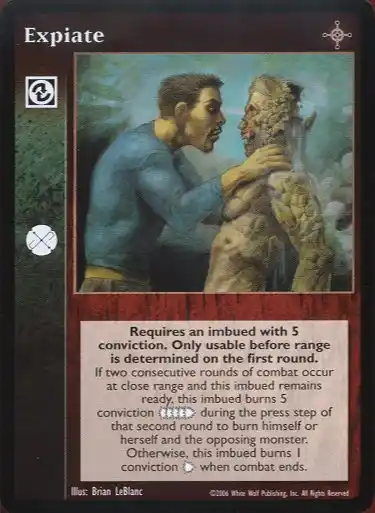 Expiate
Requires an imbued with 5
conviction. Only usable before range
is determined on the first round.
If two consecutive rounds of combat occur
at close range and this imbued remains
ready, this imbued burns 5
conviction during the press step of
that second round to burn himself or
herself and the opposing monster.
Otherwise, this imbued burns 1
conviction when combat ends.
Illus: Brian LeBlanc
©2006 White Wolf Publishing, Inc. All Rights Reserved